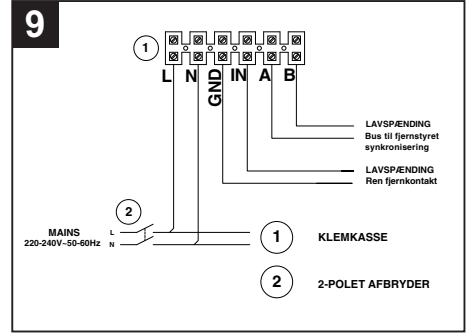 9
1
L N GND IN A B
LAVSPÆNDING
Bus til fjernstyret
synkronisering
LAVSPÆNDING
Ren fjernkontakt
2
MAINS
220-240V~50-60Hz
L
N
1 KLEMKASSE
2 2-POLET AFBRYDER